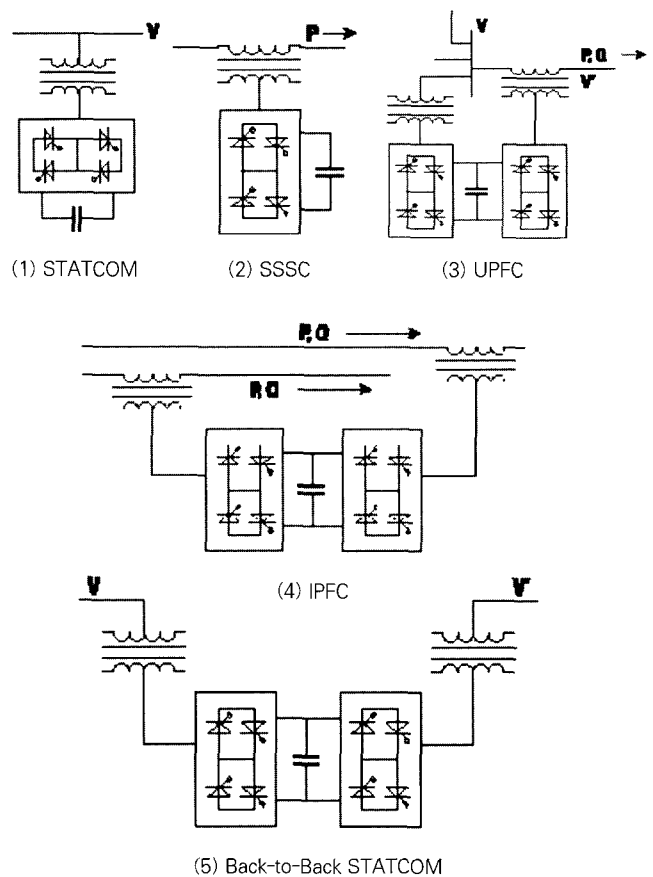 V
P
V
P, Q
V'
(1) STATCOM
(2) SSSC
(3) UPFC
P, Q
P, Q
(4) IPFC
V
V'
(5) Back-to-Back STATCOM